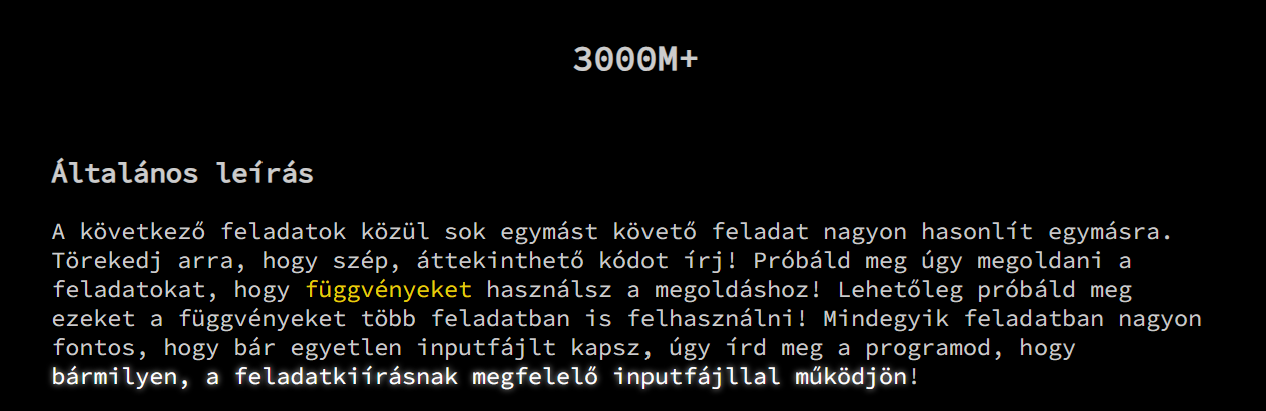 3000M+
Általános leírás
A következő feladatok közül sok egymást követő feladat nagyon hasonlít egymásra.
Törekedj arra, hogy szép, áttekinthető kódot írj! Próbáld meg úgy megoldani a
feladatokat, hogy függvényeket használsz a megoldáshoz! Lehetőleg próbáld meg
ezeket a függvényeket több feladatban is felhasználni! Mindegyik feladatban nagyon
fontos, hogy bár egyetlen inputfájlt kapsz, úgy írd meg a programod, hogy
bármilyen, a feladatkiírásnak megfelelő inputfájllal működjön!